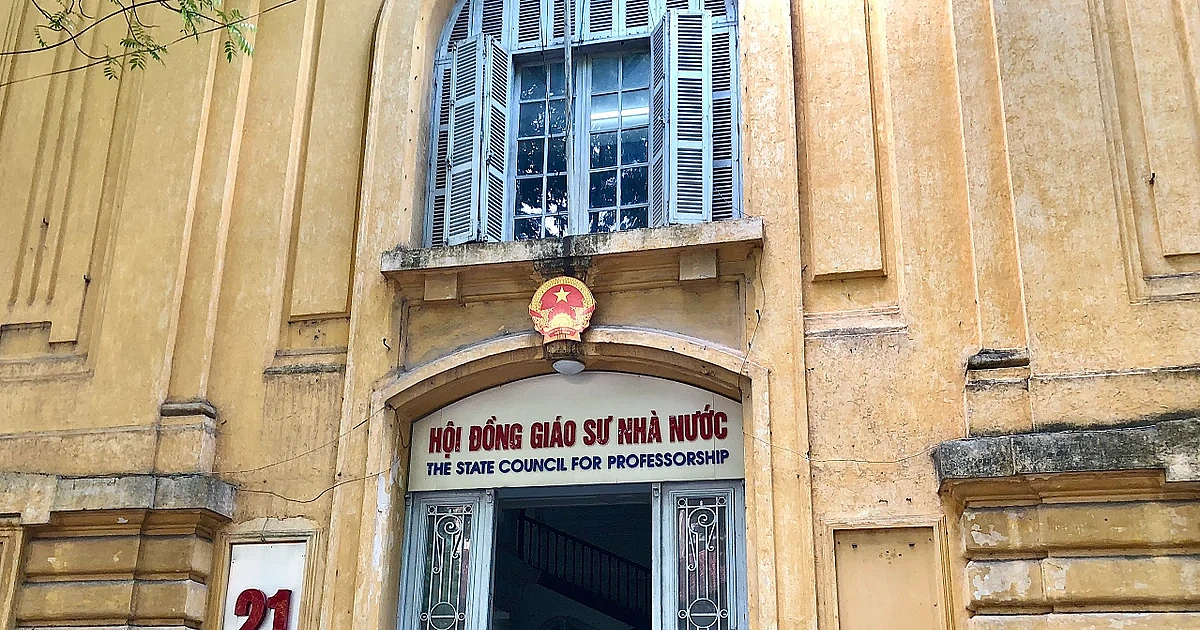 HỘI ĐỒNG GIÁO SƯ NHÀ NƯỚC
THE STATE COUNCIL FOR PROFESSORSHIP
21